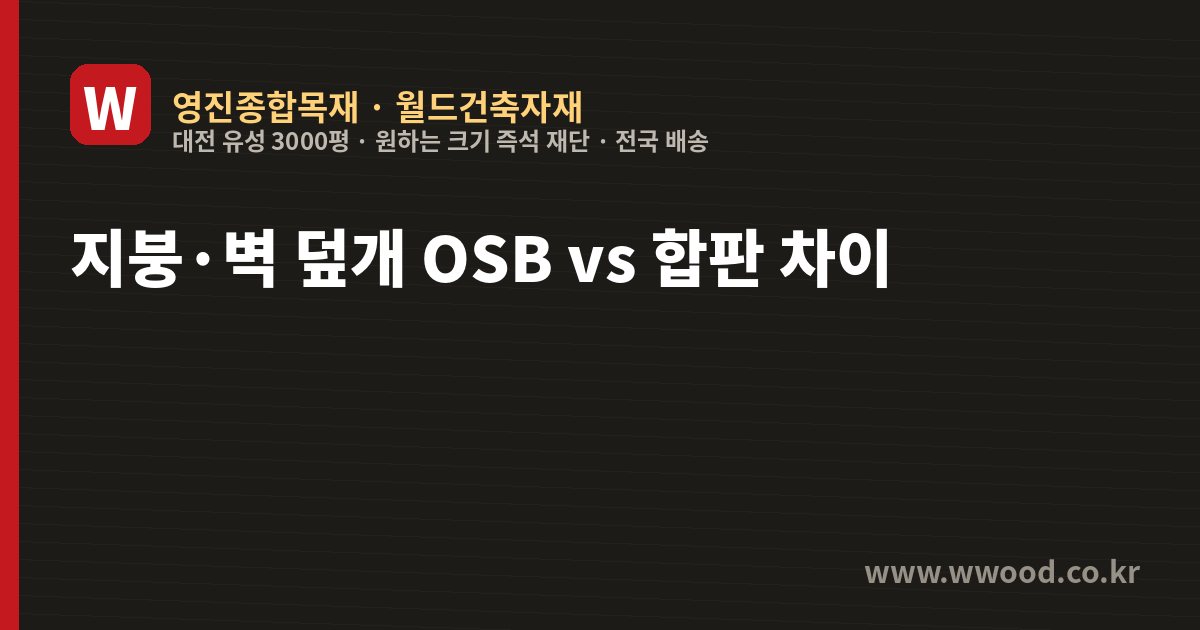 W
영진종합목재 · 월드건축자재
대전 유성 3000평 · 원하는 크기 즉석 재단 · 전국 배송
지붕·벽 덮개 OSB vs 합판 차이
www.wwood.co.kr